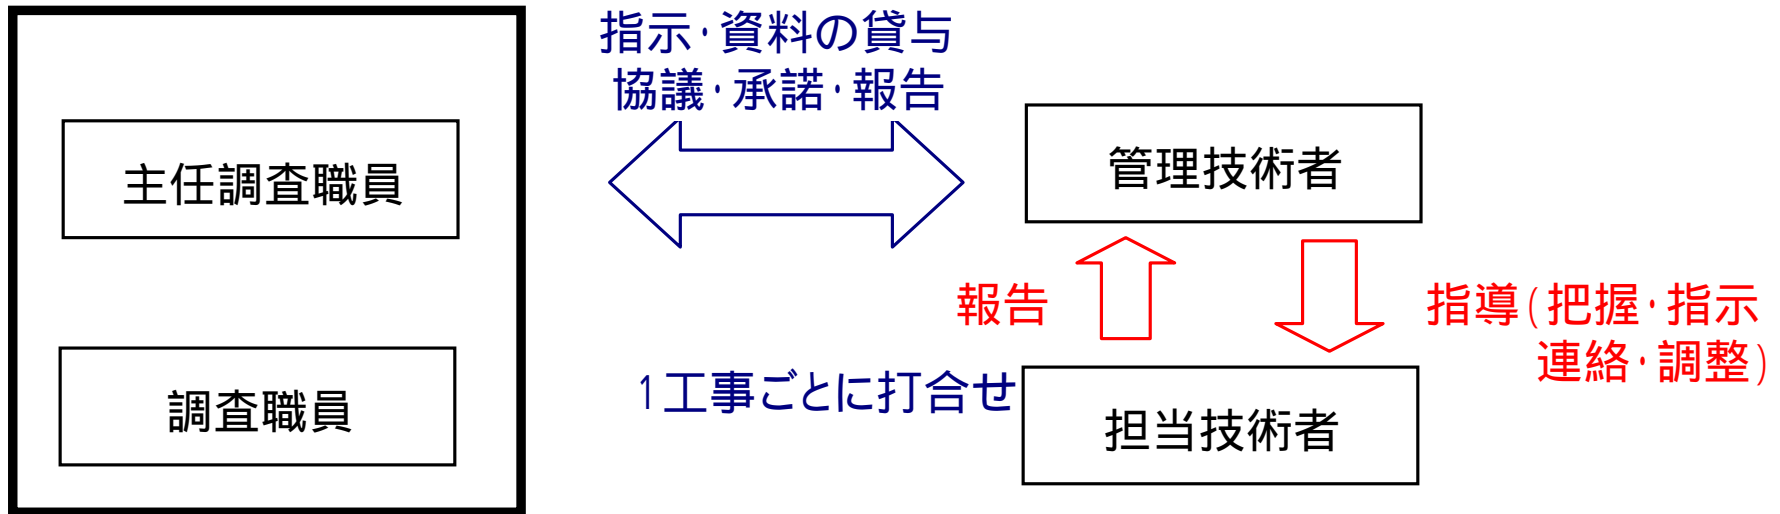 指示・資料の貸与
協議・承諾・報告
主任調査職員
管理技術者
報告
指導(把握・指示
連絡・調整)
1工事ごとに打合せ
調査職員
担当技術者